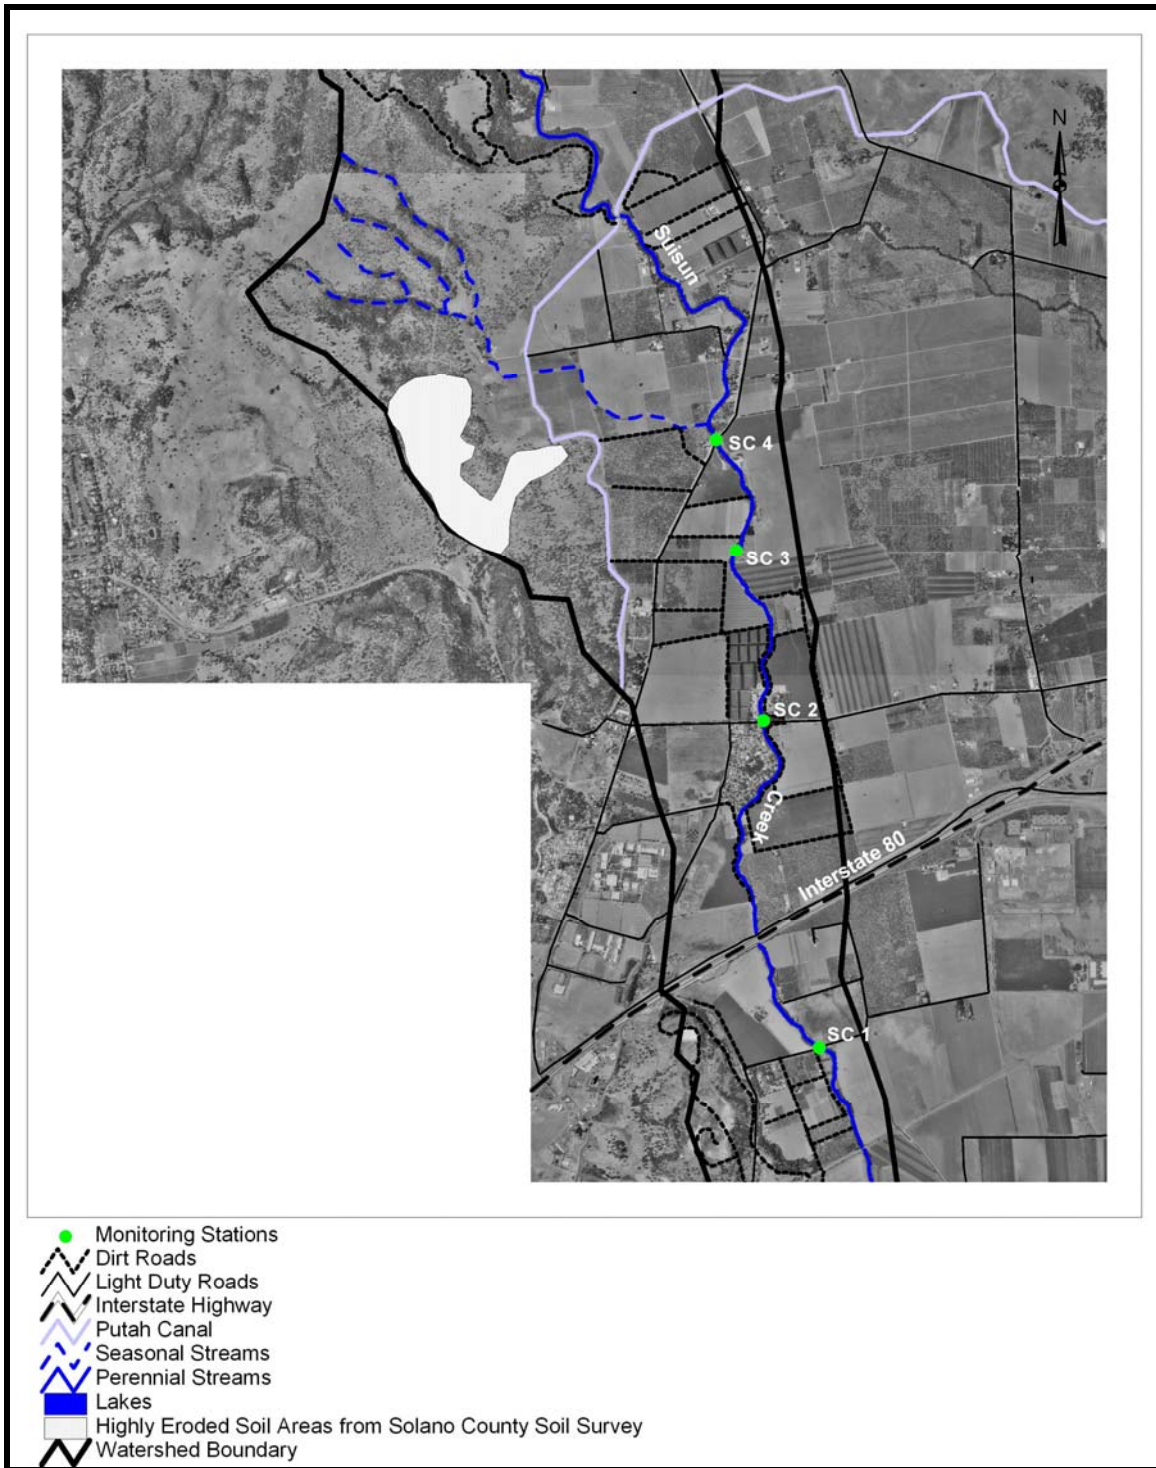 N
Suisun
SC 4
SC 3
SC 2
Creek
Interstate 80
SC 1
Monitoring Stations
Dirt Roads
Light Duty Roads
Interstate Highway
Putah Canal
Seasonal Streams
Perennial Streams
Lakes
Highly Eroded Soil Areas from Solano County Soil Survey
Watershed Boundary